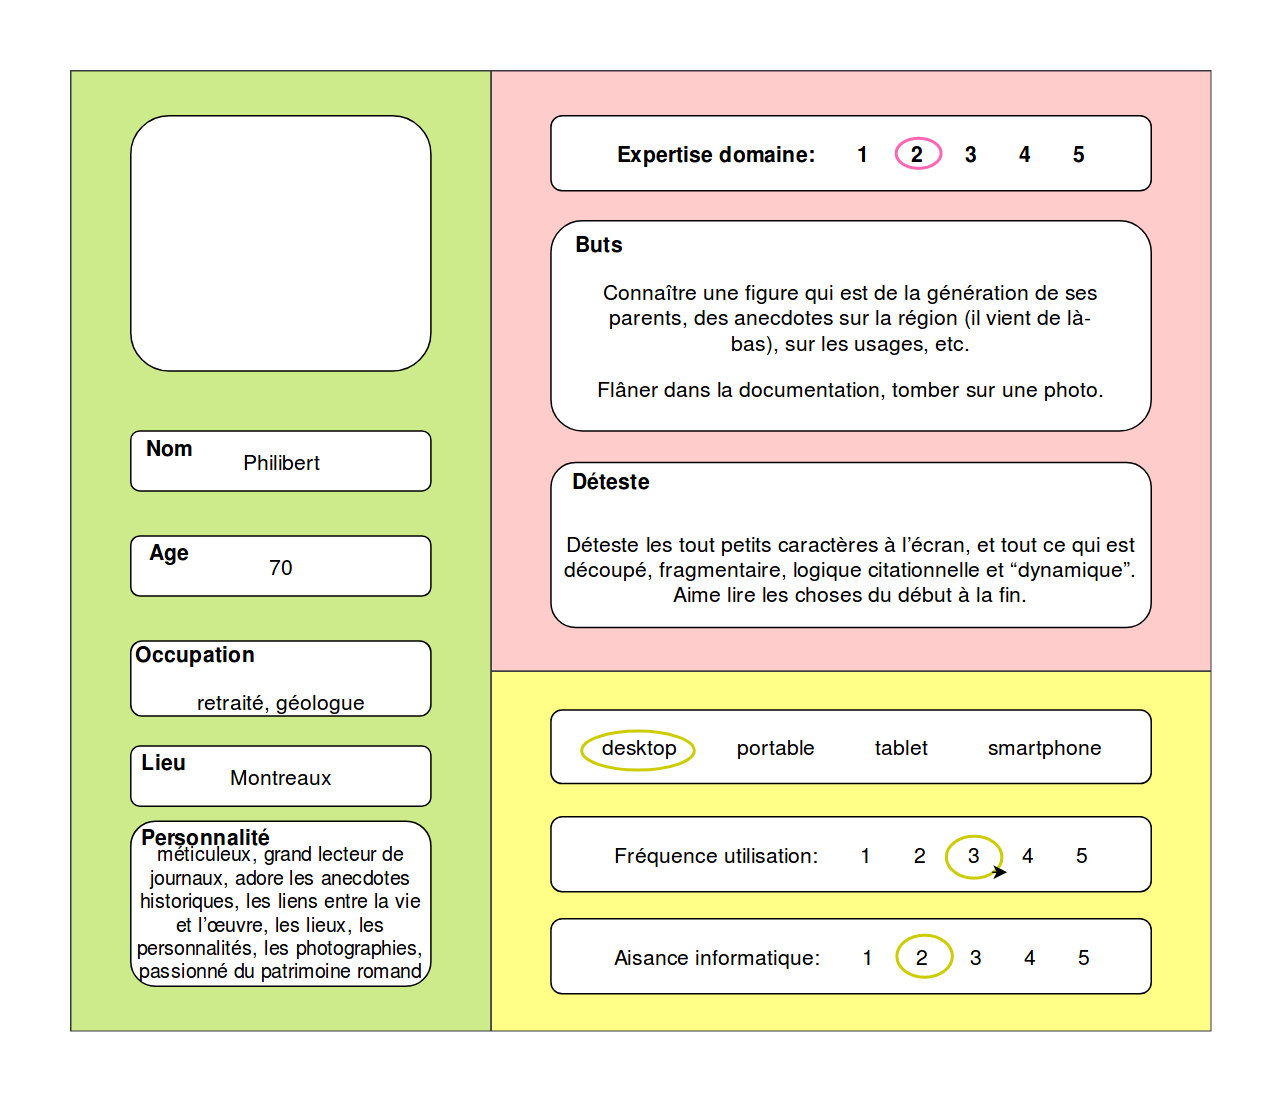 Nom
Philibert
Age
70
Occupation
retraité, géologue
Lieu
Montreaux
Personnalité
méticuleux, grand lecteur de
journaux, adore les anecdotes
historiques, les liens entre la vie
et l’œuvre, les lieux, les
personnalités, les photographies,
passionné du patrimoine romand
Expertise domaine: 1 2 3 4 5
Buts
Connaître une figure qui est de la génération de ses
parents, des anecdotes sur la région (il vient de là-
bas), sur les usages, etc.
Flâner dans la documentation, tomber sur une photo.
Déteste
Déteste les tout petits caractères à l’écran, et tout ce qui est
découpé, fragmentaire, logique citationnelle et “dynamique”.
Aime lire les choses du début à la fin.
desktop portable tablet smartphone
Fréquence utilisation: 1 2 3 4 5
Aisance informatique: 1 2 3 4 5